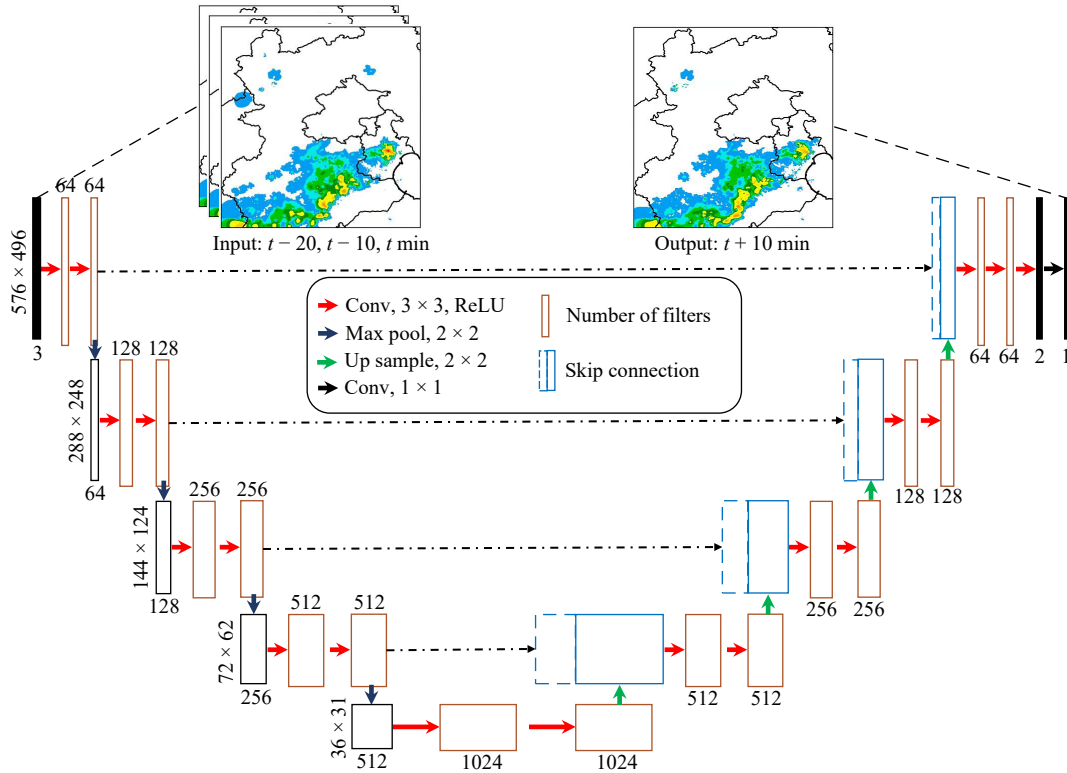 Input: t − 20, t − 10, t min
Output: t + 10 min
576 × 496
3
64
64
64
64
2
1
Conv, 3 × 3, ReLU
Max pool, 2 × 2
Up sample, 2 × 2
Conv, 1 × 1
Number of filters
Skip connection
288 × 248
64
128
128
128
128
144 × 124
128
256
256
256
256
72 × 62
256
512
512
512
512
36 × 31
512
1024
1024